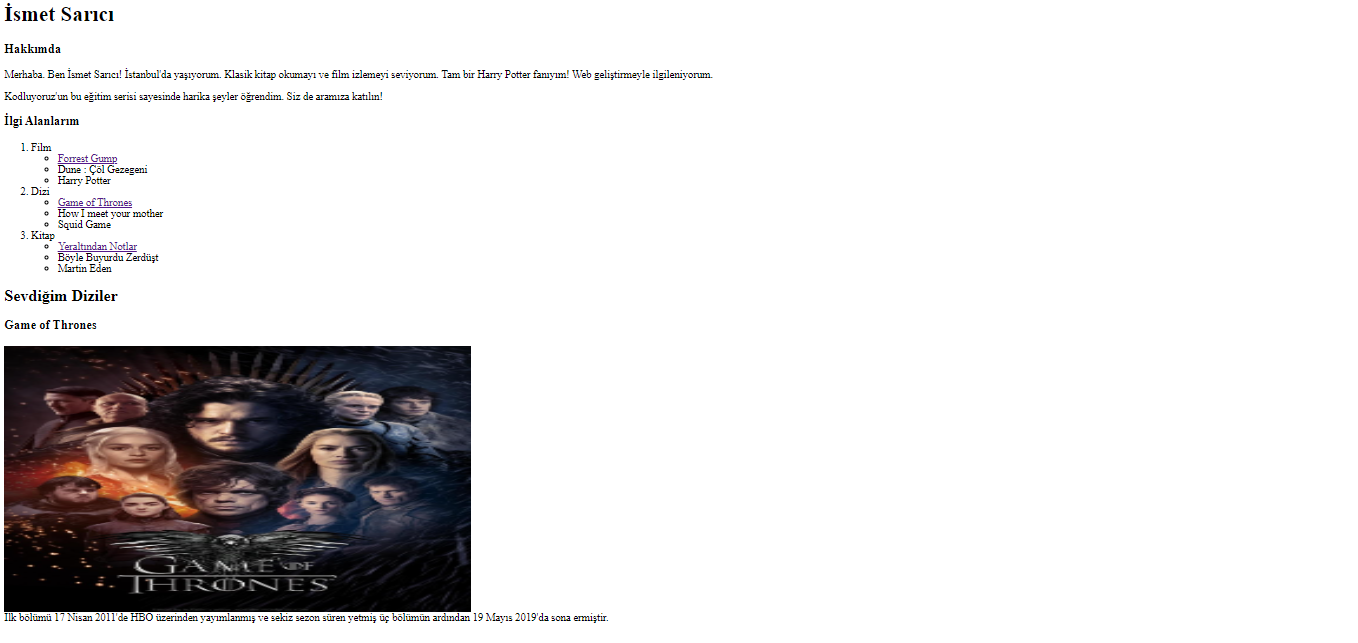 İsmet Sarıcı
Hakkımda
Merhaba. Ben İsmet Sarıcı! İstanbul'da yaşıyorum. Klasik kitap okumayı ve film izlemeyi seviyorum. Tam bir Harry Potter fanıyım! Web geliştirmeyle ilgileniyorum.
Kodluyoruz'un bu eğitim serisi sayesinde harika şeyler öğrendim. Siz de aramıza katılın!
İlgi Alanlarım
1. Film
Forrest Gump
Dune : Çöl Gezegeni
Harry Potter
2. Dizi
Game of Thrones
How I meet your mother
Squid Game
3. Kitap
Yeraltından Notlar
Böyle Buyurdu Zerdüşt
Martin Eden
Sevdiğim Diziler
Game of Thrones
GAME OF
THRONES
İlk bölümü 17 Nisan 2011'de HBO üzerinden yayımlanmış ve sekiz sezon süren yetmiş üç bölümün ardından 19 Mayıs 2019'da sona ermiştir.